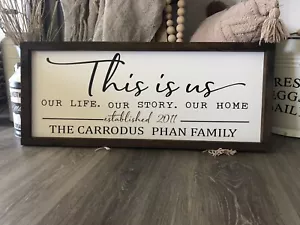 This is us
OUR LIFE. OUR STORY. OUR HOME
established 2011
THE CARRODUS PHAN FAMILY